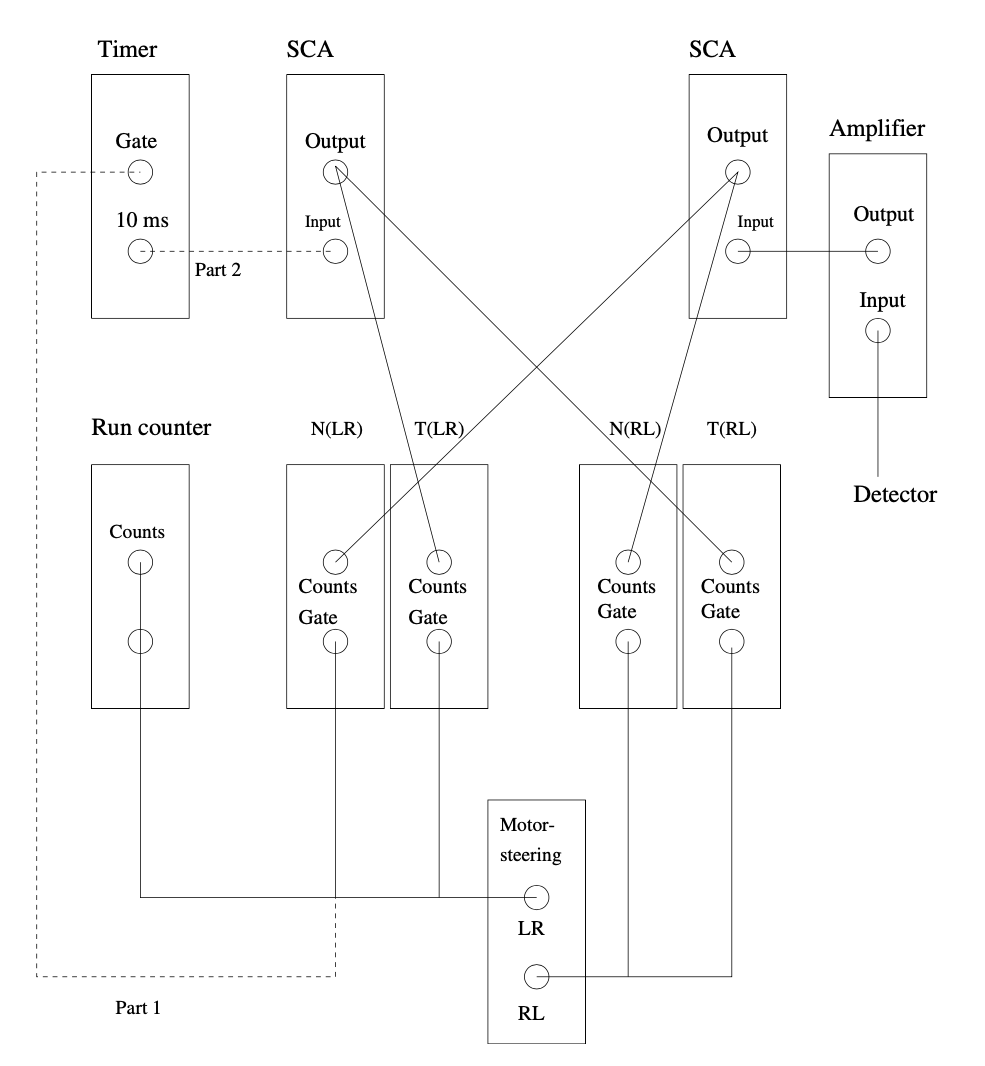 Timer
SCA
SCA
Amplifier
Gate
Output
Output
10 ms
Input
Input
Output
Part 2
Input
Run counter
N(LR)
T(LR)
N(RL)
T(RL)
Detector
Counts
Counts
Counts
Counts
Counts
Gate
Gate
Gate
Gate
Motor-
steering
LR
RL
Part 1